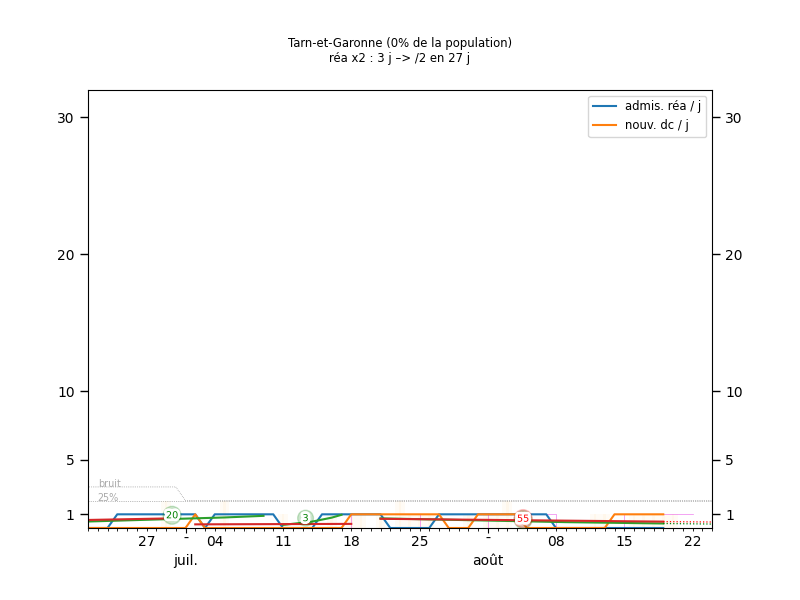 Tarn-et-Garonne (0% de la population)
réa x2 : 3 j –> /2 en 27 j
admis. réa / j
nouv. dc / j
30 30
20 20
10 10
5 5
bruit
25%
1 20 3 55 1
27 - 04 11 18 25 - 08 15 22
juil. août